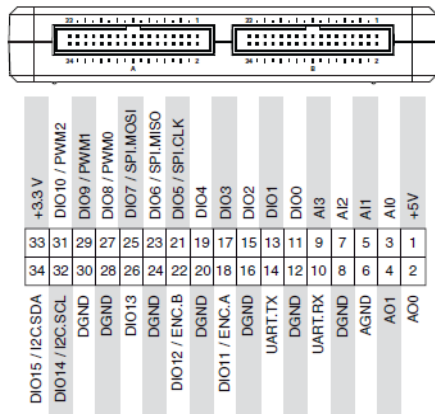 33 1 33 1
34 2 34 2
A B
+3.3 V
DIO10 / PWM2
DIO9 / PWM1
DIO8 / PWM0
DIO7 / SPI.MOSI
DIO6 / SPI.MISO
DIO5 / SPI.CLK
DIO4
DIO3
DIO2
DIO1
DIO0
AI3
AI2
AI1
AI0
+5V
33 31 29 27 25 23 21 19 17 15 13 11 9 7 5 3 1
34 32 30 28 26 24 22 20 18 16 14 12 10 8 6 4 2
DIO15 / I2C.SDA
DIO14 / I2C.SCL
DGND
DGND
DIO13
DGND
DIO12 / ENC.B
DGND
DIO11 / ENC.A
DGND
UART.TX
DGND
UART.RX
DGND
AGND
AO1
AO0